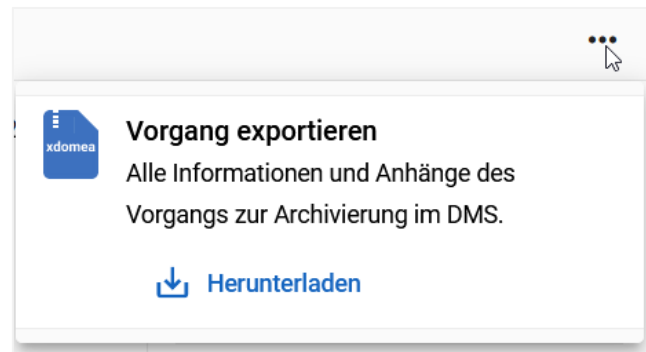 •••
xdomea
Vorgang exportieren
Alle Informationen und Anhänge des
Vorgangs zur Archivierung im DMS.
Herunterladen